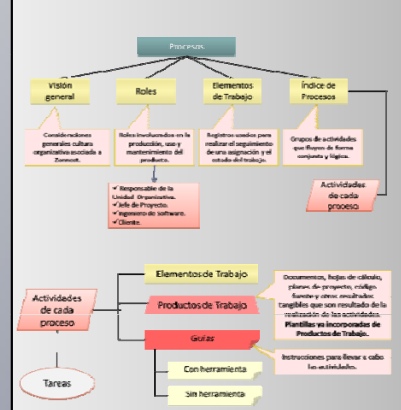 Procesos
Visión
general
Roles
Elementos
de Trabajo
Índice de
Procesos
Consideraciones
generales cultura
organizativa asociada a
Roles involucrados en la
producción, uso y
mantenimiento del
producto.
Registros usados para
realizar el seguimiento
de una asignación y el
estado del trabajo.
Grupos de actividades
que fluyen de forma
conjunta y lógica.
✓Responsable de la
Unidad Organizativa.
✓Jefe de Proyecto.
✓Ingeniero de Software.
✓Cliente.
Actividades
de cada
proceso
Actividades
de cada
proceso
Tareas
Elementos de Trabajo
Productos de Trabajo
Guías
Con herramienta
Sin herramienta
Documentos, hojas de cálculo,
planes de proyecto, código
fuente y otros resultados
tangibles que son resultado de la
realización de las actividades.
Plantillas ya incorporadas de
Productos de Trabajo.
Instrucciones para llevar a cabo
las actividades.